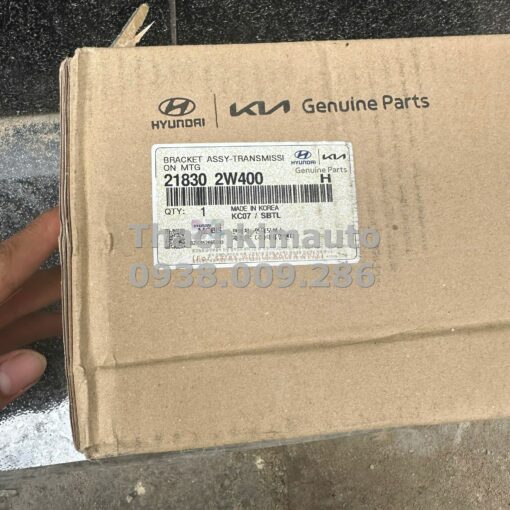 HYUNDAI KIA Genuine Parts
BRACKET ASSY-TRANSMISSI
ON MTG
HYUNDAI KIA
Genuine Parts
21830 2W400 H
QTY: 1
MADE IN KOREA
KC07 / SBTL
Thanhkimauto
0938.009.286